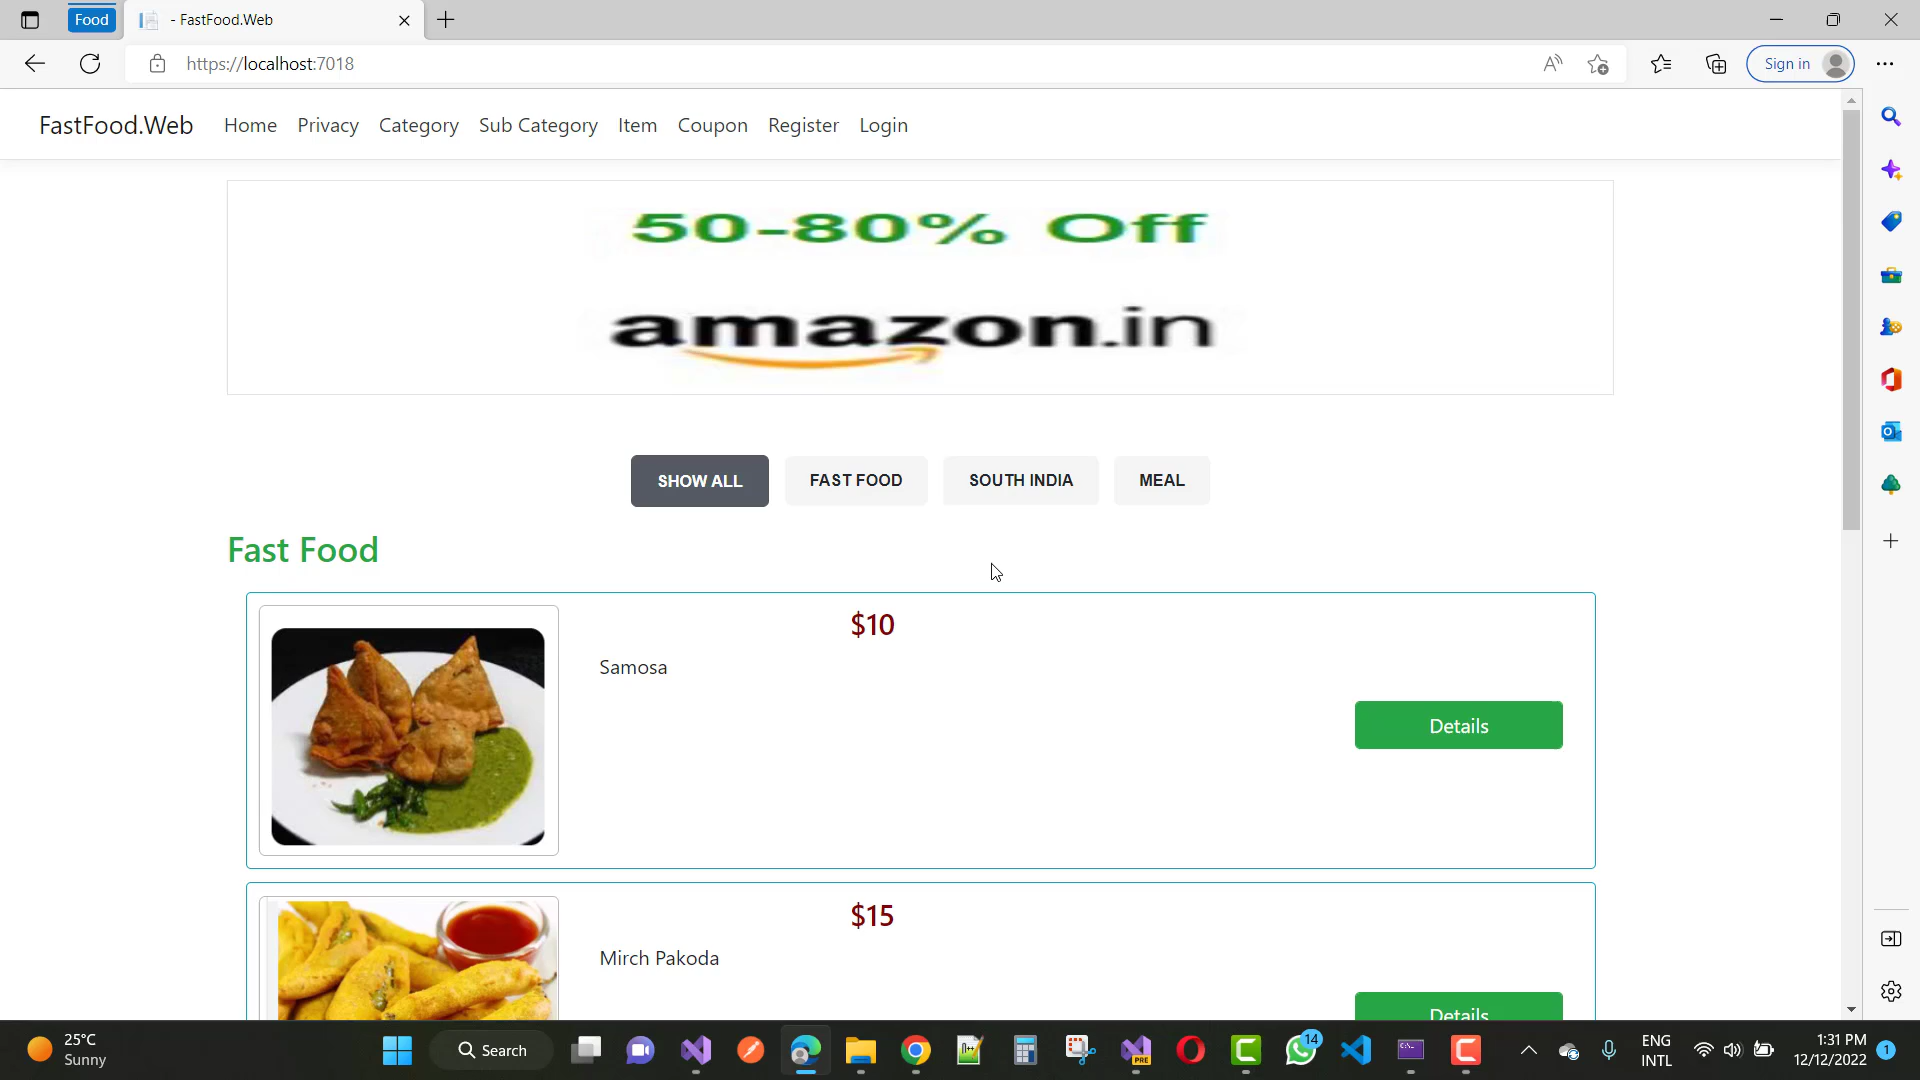 Food
- FastFood.Web
https://localhost:7018
Sign in
FastFood.Web Home Privacy Category Sub Category Item Coupon Register Login
50-80% Off
amazon.in
SHOW ALL FAST FOOD SOUTH INDIA MEAL
Fast Food
$10
Samosa
Details
$15
Mirch Pakoda
Details
25°C
Sunny
Search
PRE
14
ENG
INTL
1:31 PM
12/12/2022
1